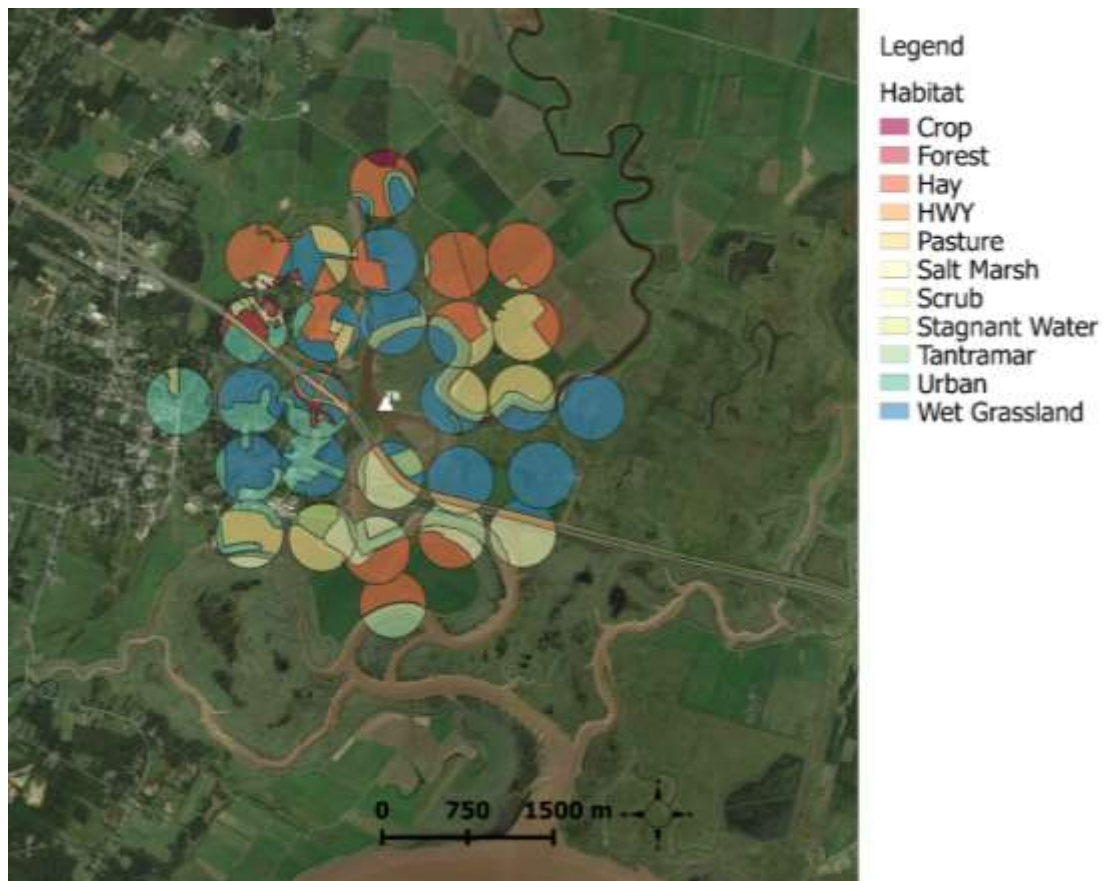 Legend
Habitat
Crop
Forest
Hay
HWY
Pasture
Salt Marsh
Scrub
Stagnant Water
Tantramar
Urban
Wet Grassland
0 750 1500 m